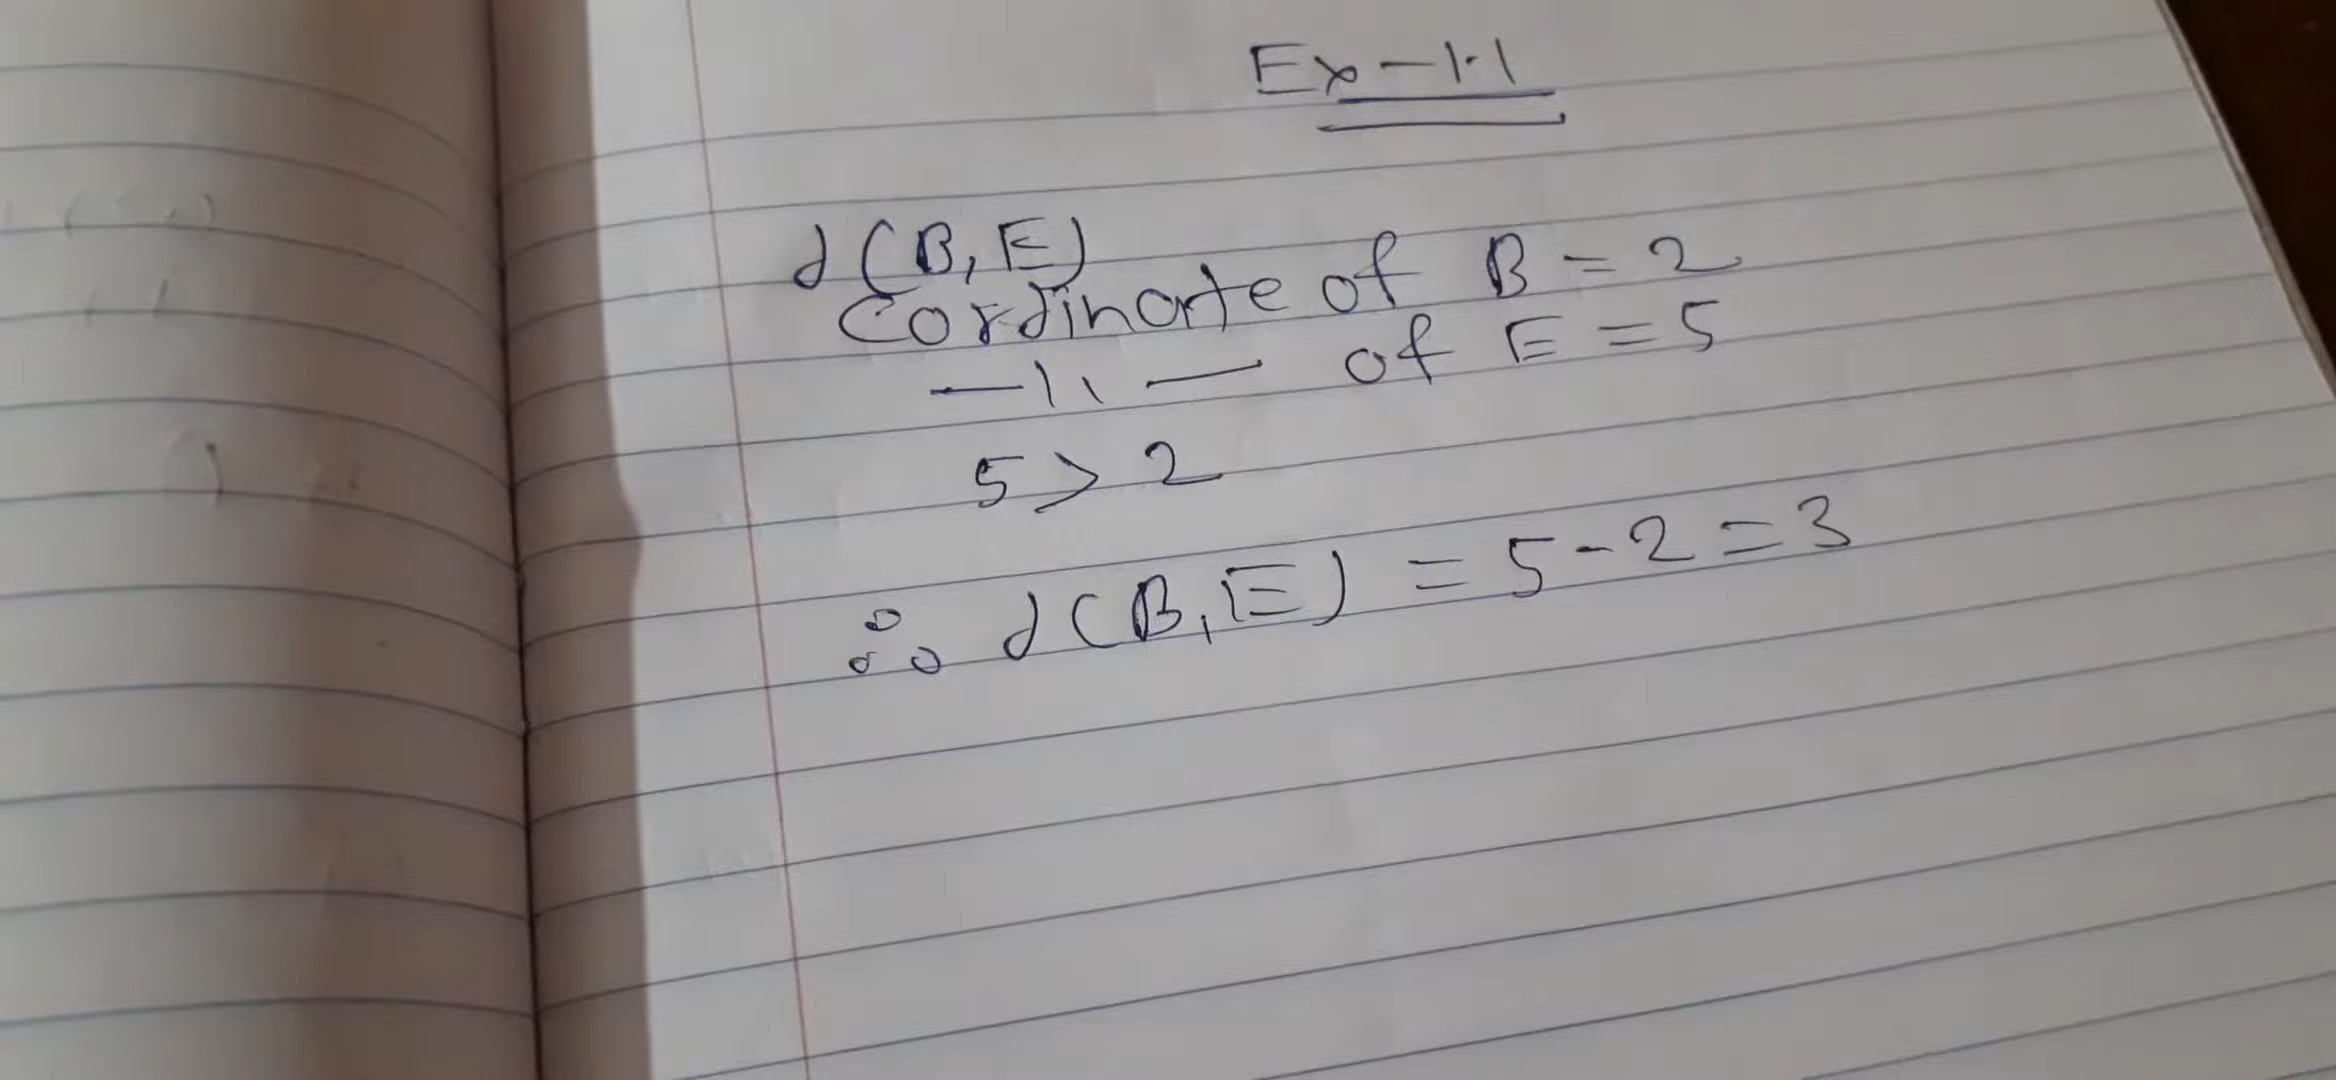 Ex-1.1
d(B,E)
Cordinate of B = 2
—11— of E = 5
5 > 2
∴ d(B,E) = 5-2=3